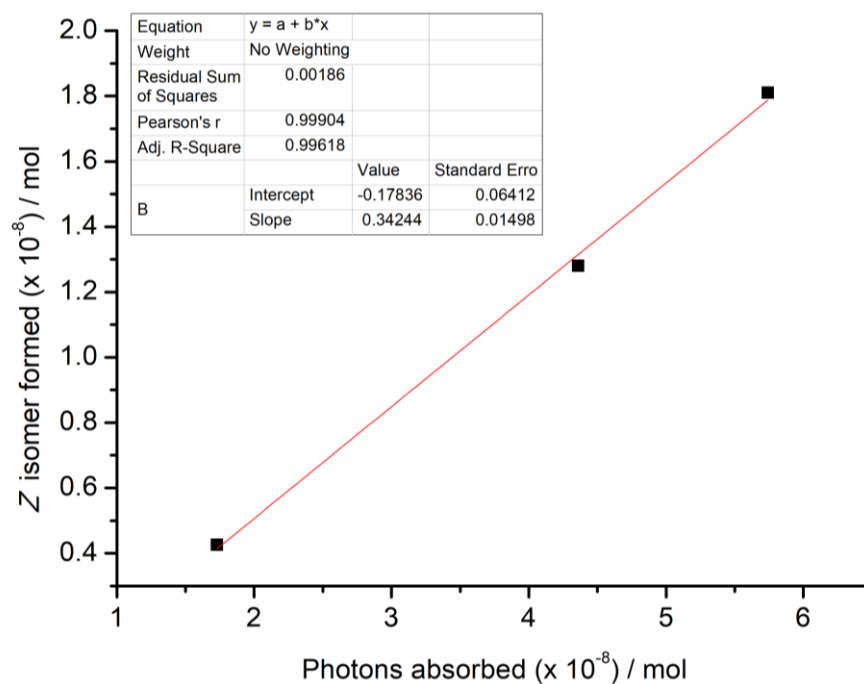 Equation y = a + b*x
Weight No Weighting
Residual Sum of Squares 0.00186
Pearson's r 0.99904
Adj. R-Square 0.99618
Value Standard Erro
B Intercept -0.17836 0.06412
Slope 0.34244 0.01498
2.0
1.8
1.6
1.4
1.2
1.0
0.8
0.6
0.4
Z isomer formed (x 10⁻⁸) / mol
1 2 3 4 5 6
Photons absorbed (x 10⁻⁸) / mol